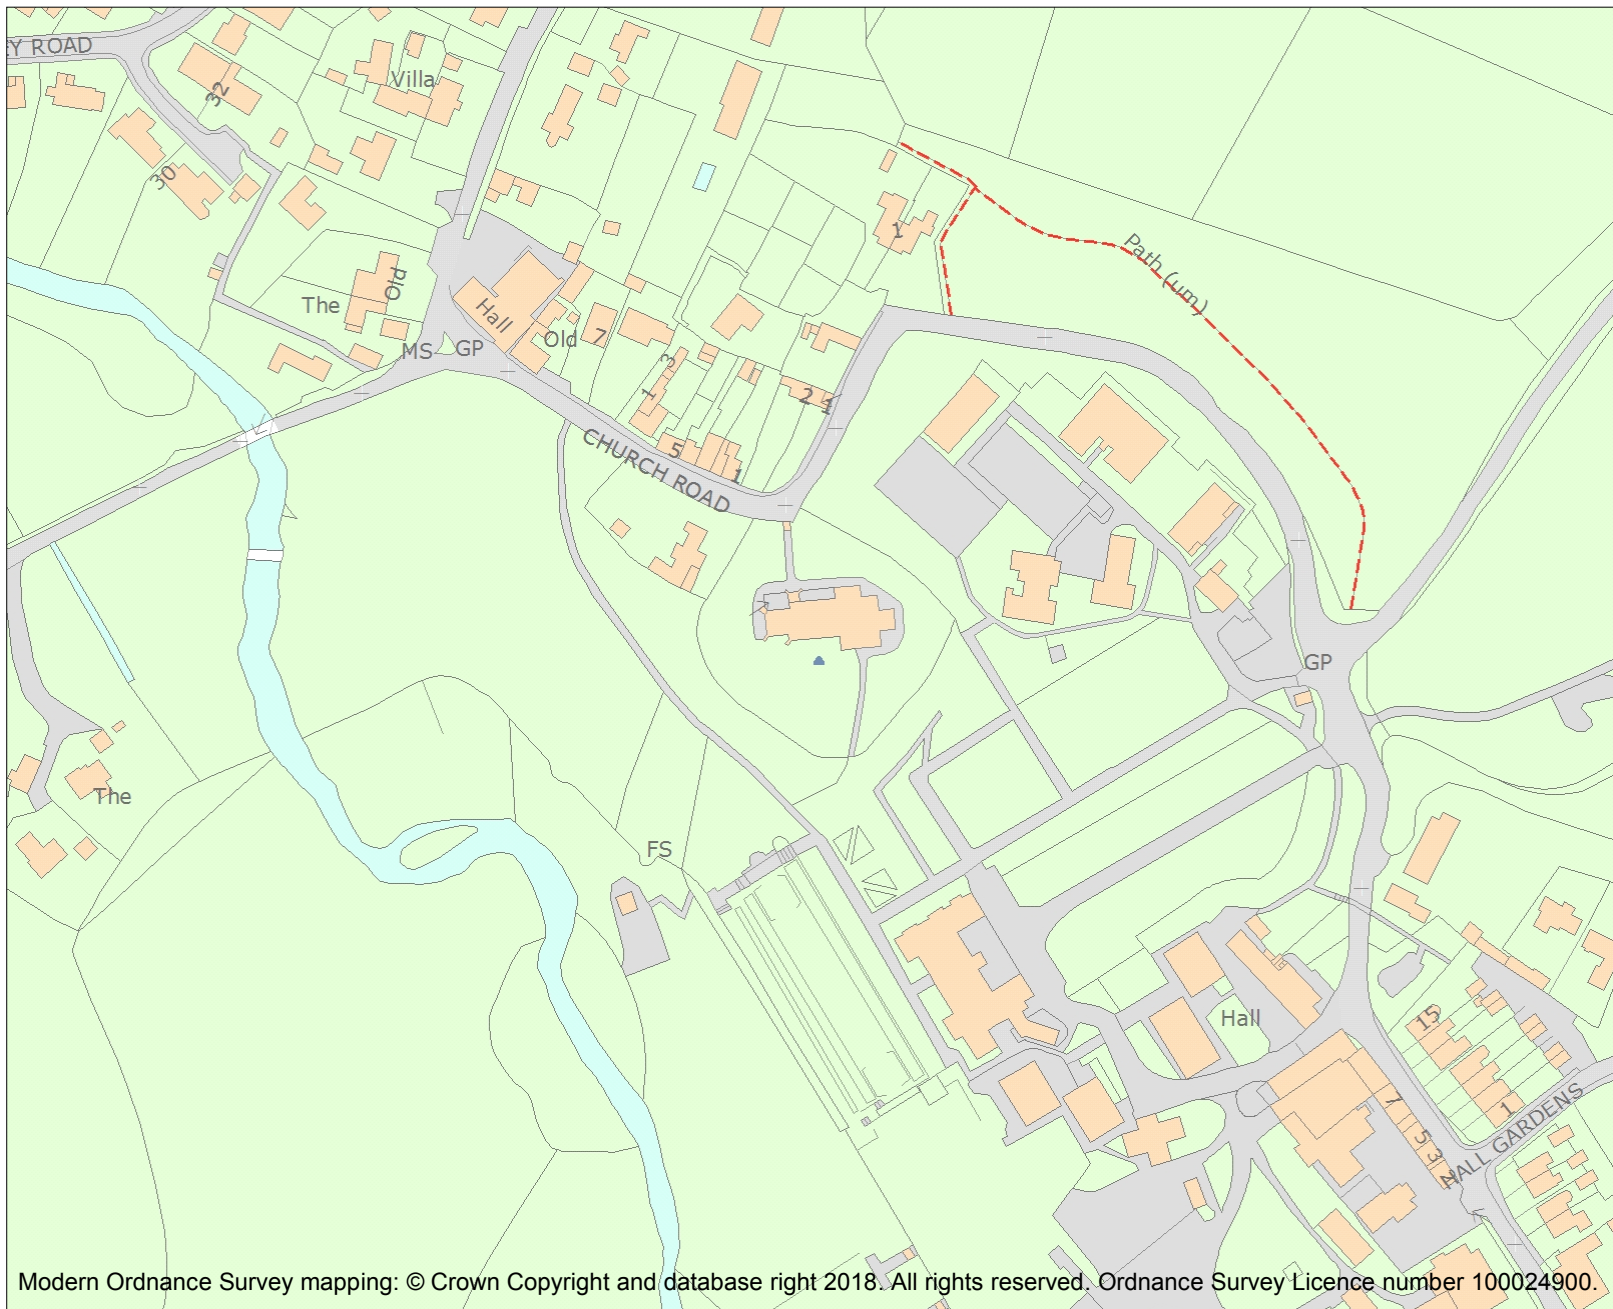 EY ROAD
Villa
32
30
Old
The
Hall
Old
7
MS
GP
3
1
2 1
5
1
CHURCH ROAD
1
Path (um)
GP
The
FS
Hall
15
1
7
5
3
HALL GARDENS
Modern Ordnance Survey mapping: © Crown Copyright and database right 2018. All rights reserved. Ordnance Survey Licence number 100024900.